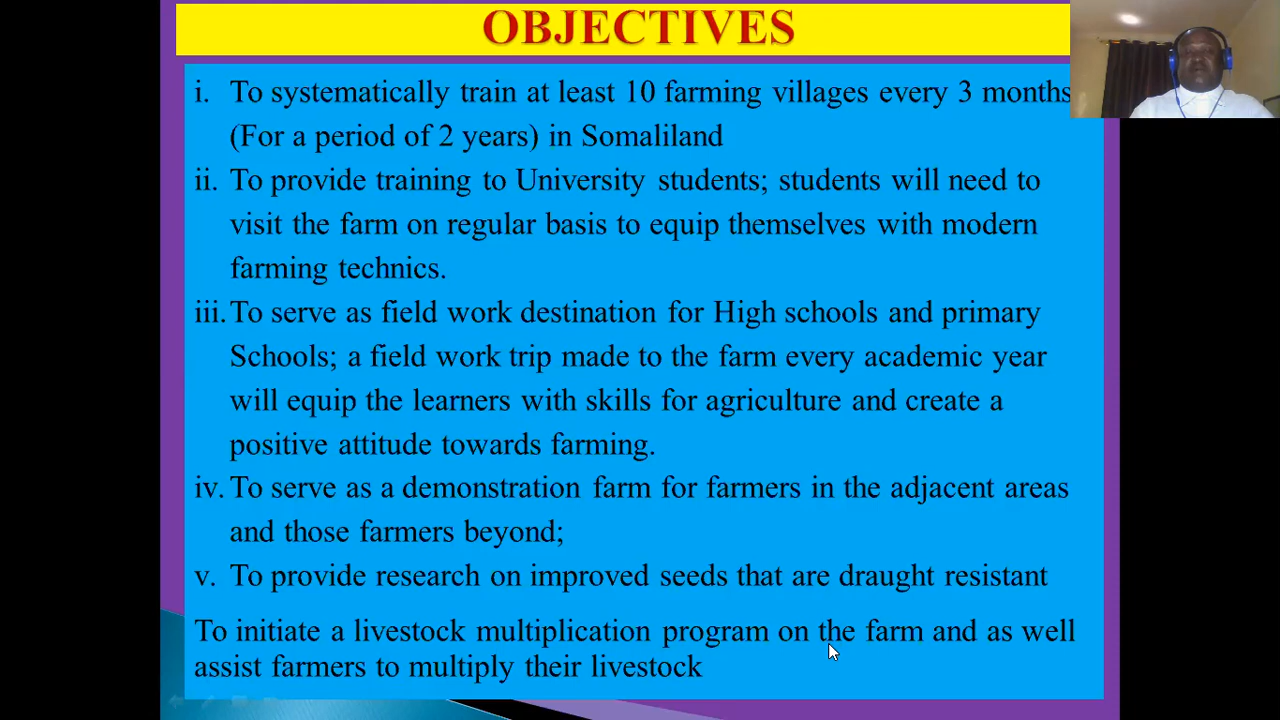 OBJECTIVES
i. To systematically train at least 10 farming villages every 3 months
(For a period of 2 years) in Somaliland
ii. To provide training to University students; students will need to
visit the farm on regular basis to equip themselves with modern
farming technics.
iii. To serve as field work destination for High schools and primary
Schools; a field work trip made to the farm every academic year
will equip the learners with skills for agriculture and create a
positive attitude towards farming.
iv. To serve as a demonstration farm for farmers in the adjacent areas
and those farmers beyond;
v. To provide research on improved seeds that are draught resistant
To initiate a livestock multiplication program on the farm and as well
assist farmers to multiply their livestock